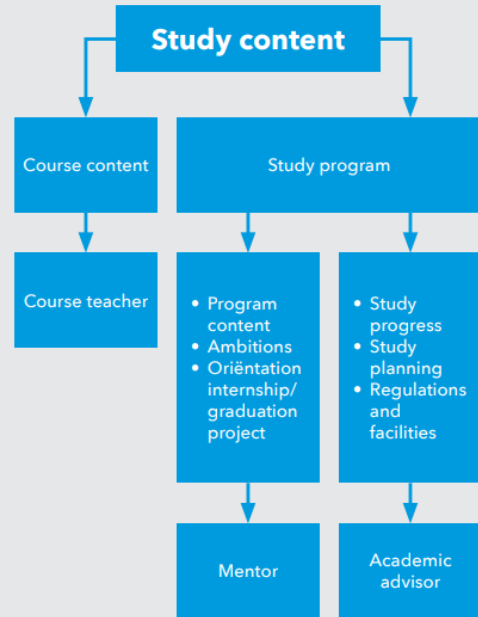 Study content
Course content
Study program
Course teacher
• Program
content
• Ambitions
• Oriëntation
internship/
graduation
project
• Study
progress
• Study
planning
• Regulations
and
facilities
Mentor
Academic
advisor